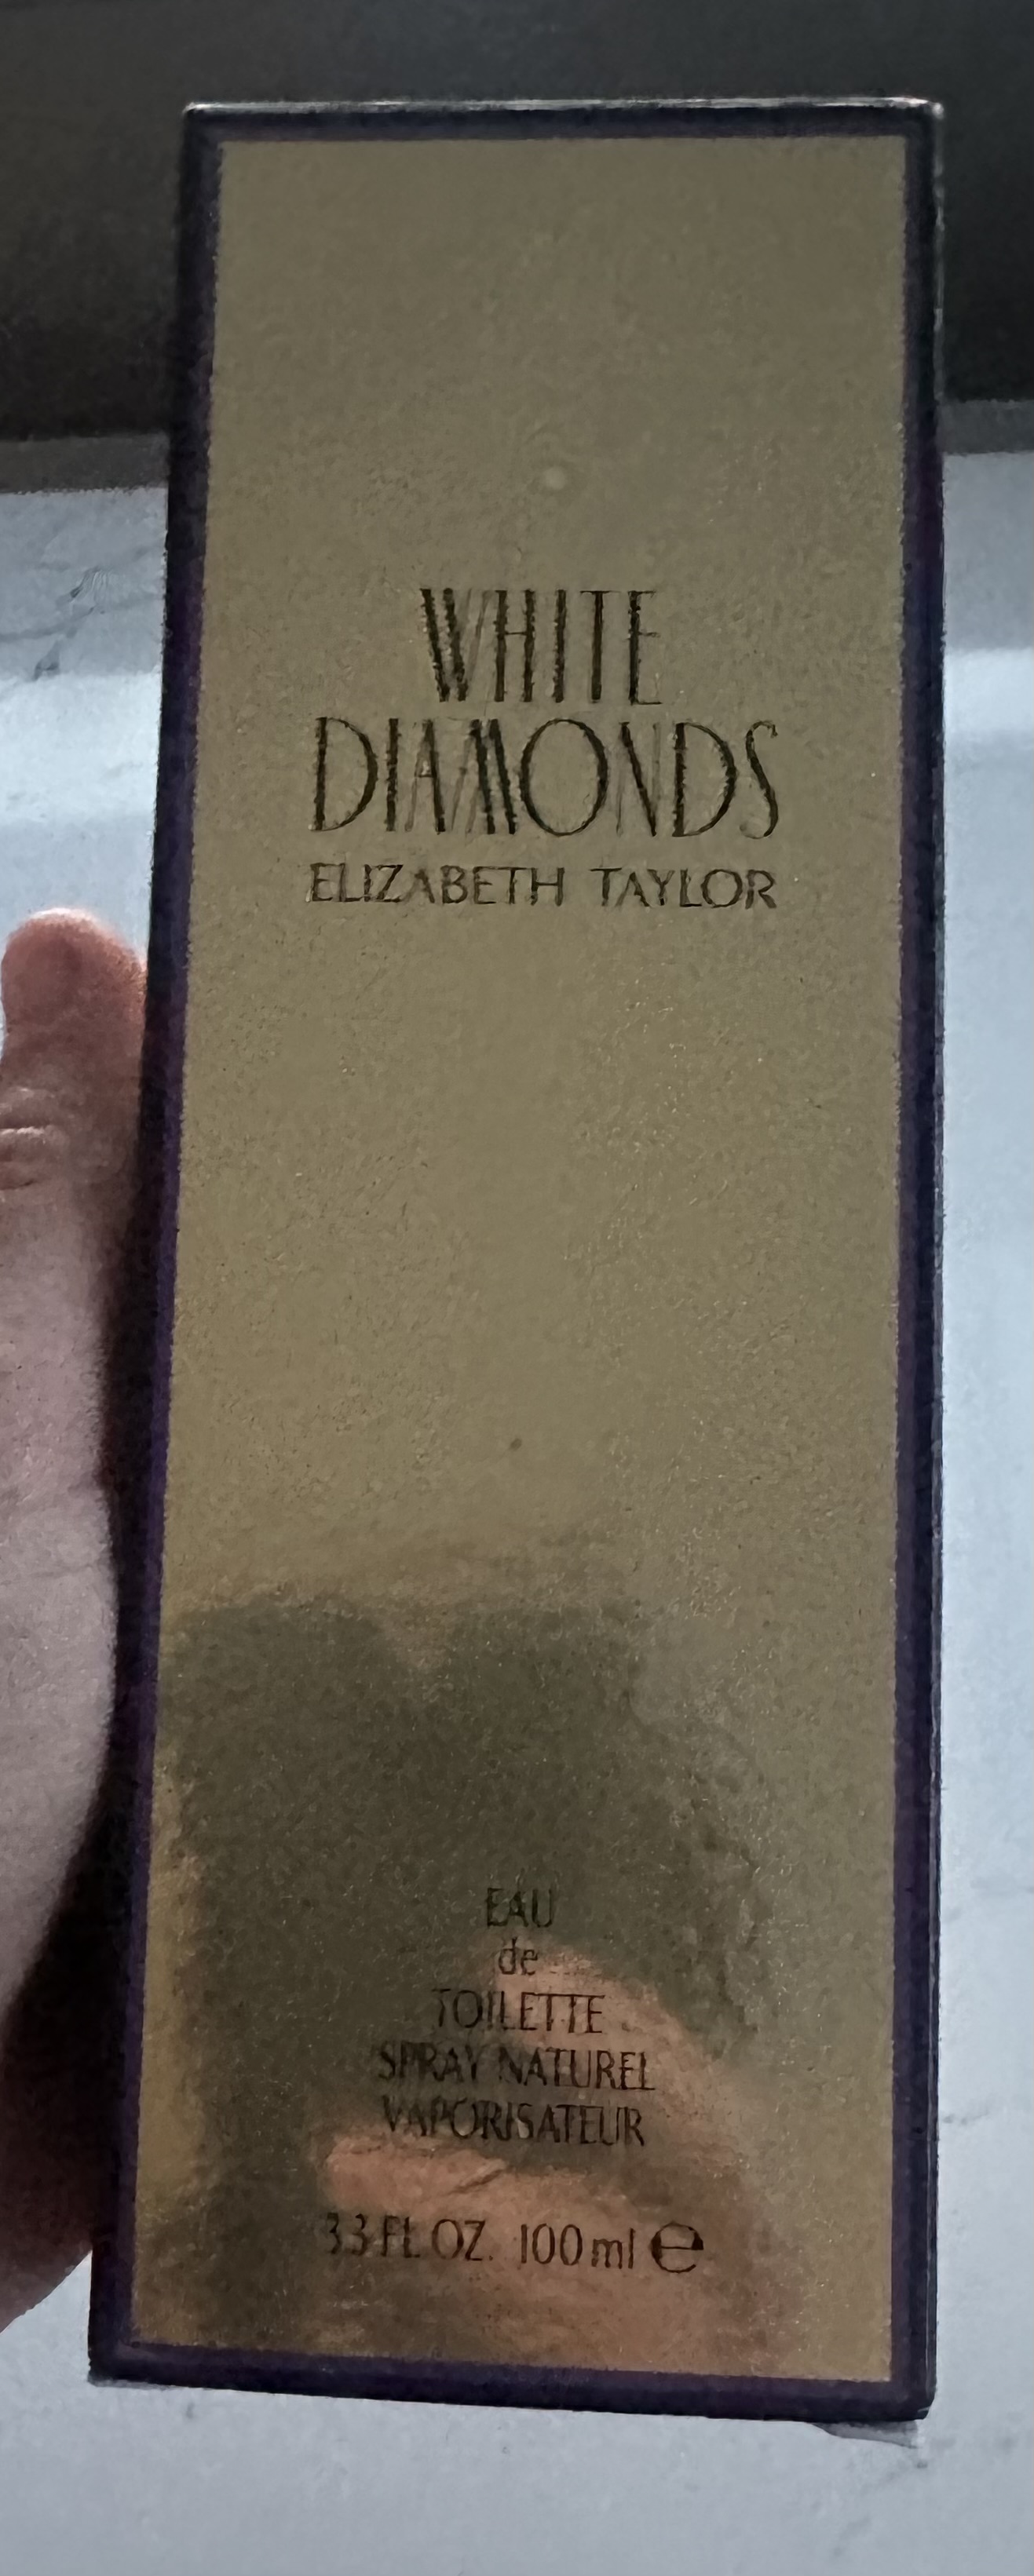 WHITE
DIAMONDS
ELIZABETH TAYLOR
EAU
de
TOILETTE
SPRAY NATUREL
VAPORISATEUR
3.3 FL OZ. 100 ml ℮